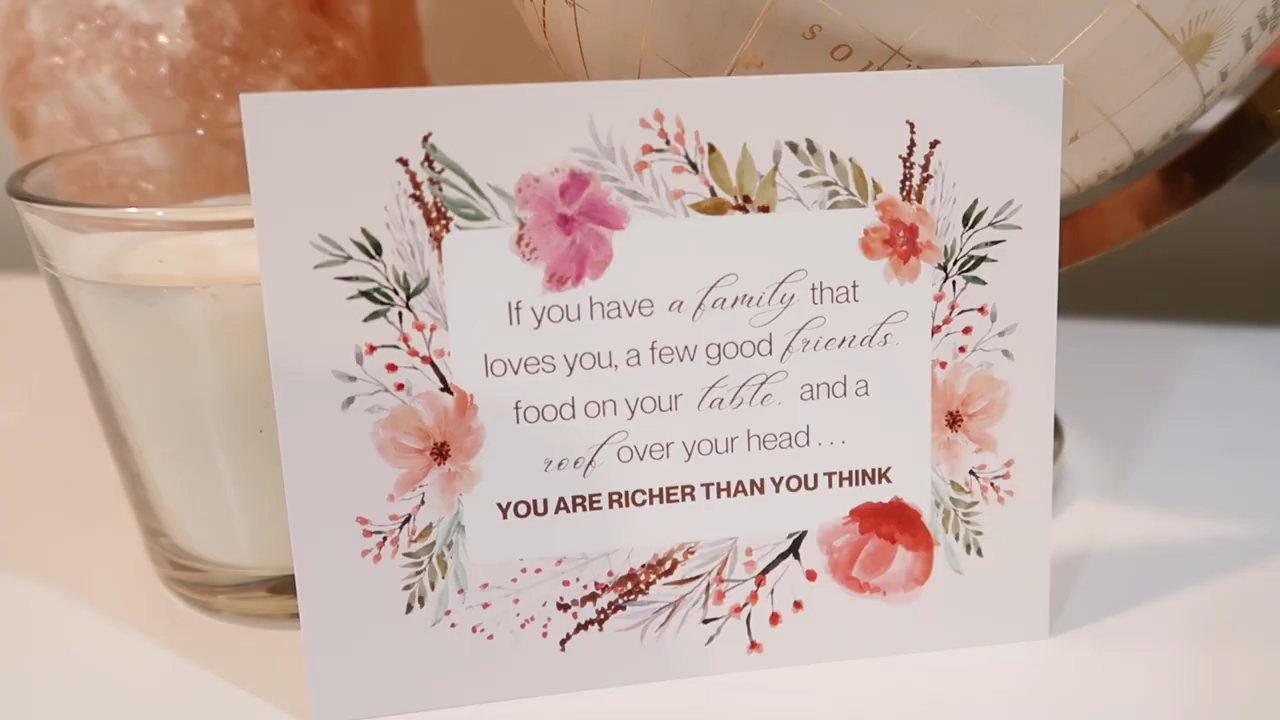 If you have a family that
loves you, a few good friends,
food on your table, and a
roof over your head...
YOU ARE RICHER THAN YOU THINK